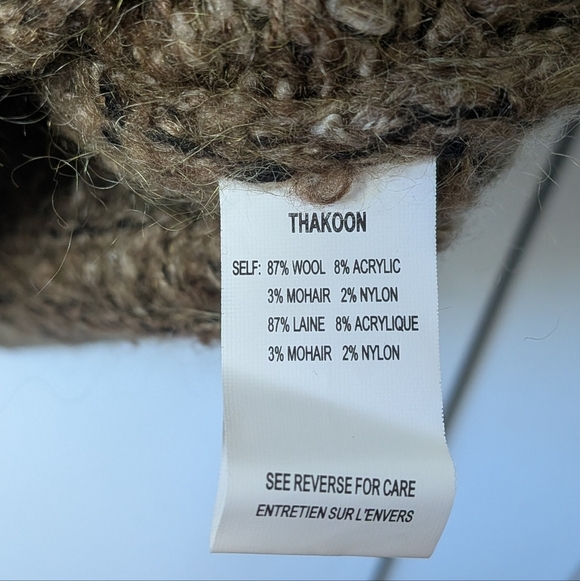 THAKOON
SELF: 87% WOOL 8% ACRYLIC
3% MOHAIR 2% NYLON
87% LAINE 8% ACRYLIQUE
3% MOHAIR 2% NYLON
SEE REVERSE FOR CARE
ENTRETIEN SUR L'ENVERS